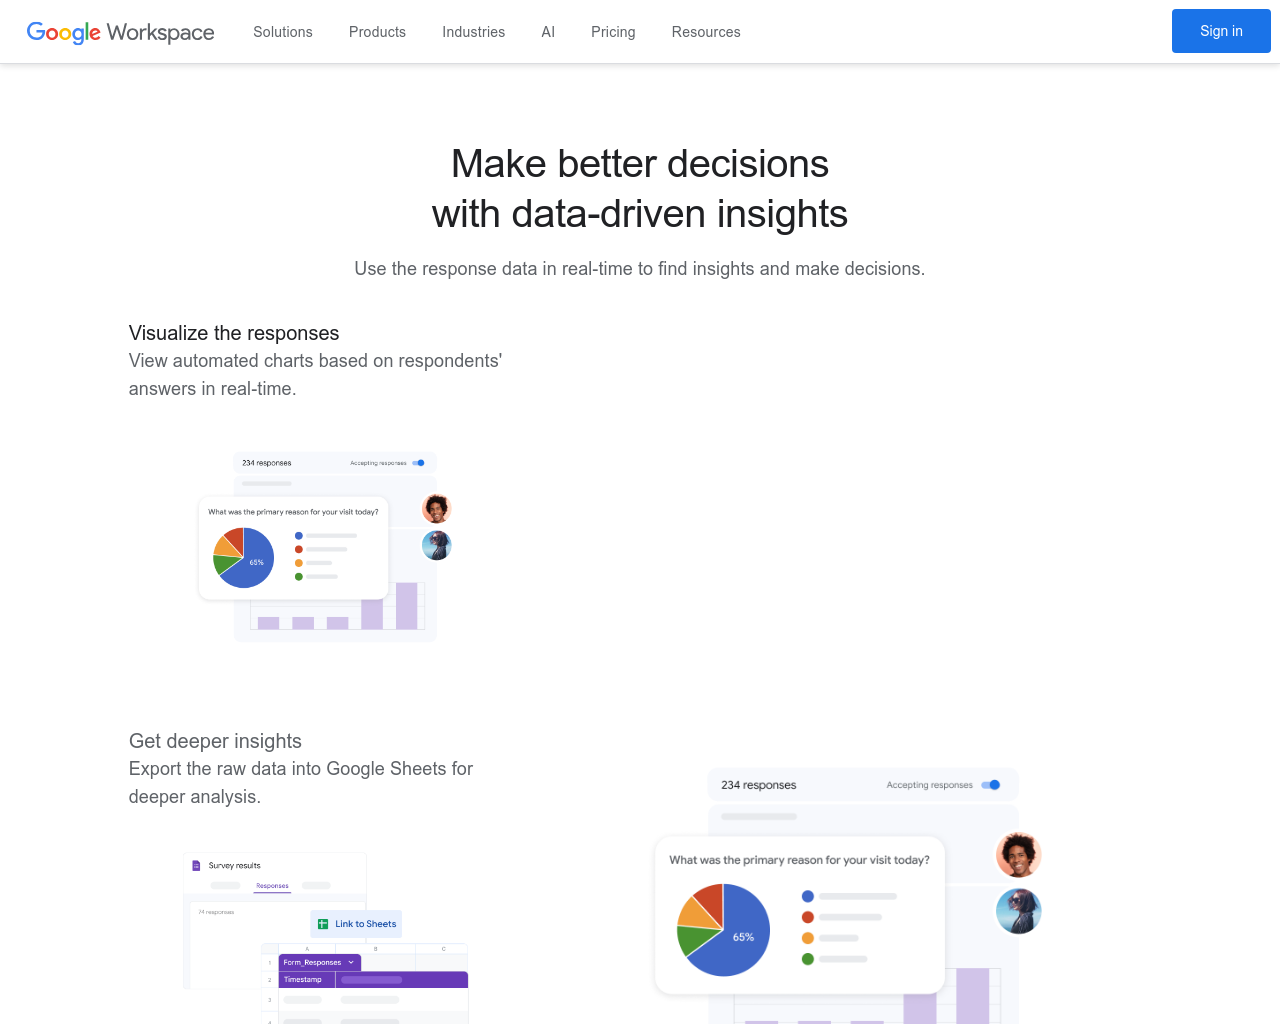 Google Workspace
Solutions
Products
Industries
AI
Pricing
Resources
Sign in
Make better decisions
with data-driven insights
Use the response data in real-time to find insights and make decisions.
Visualize the responses
View automated charts based on respondents'
answers in real-time.
234 responses
Accepting responses
What was the primary reason for your visit today?
65%
Get deeper insights
Export the raw data into Google Sheets for
deeper analysis.
Survey results
Responses
74 responses
Link to Sheets
A
B
C
1
Form_Responses
2
Timestamp
3
4
234 responses
Accepting responses
What was the primary reason for your visit today?
65%